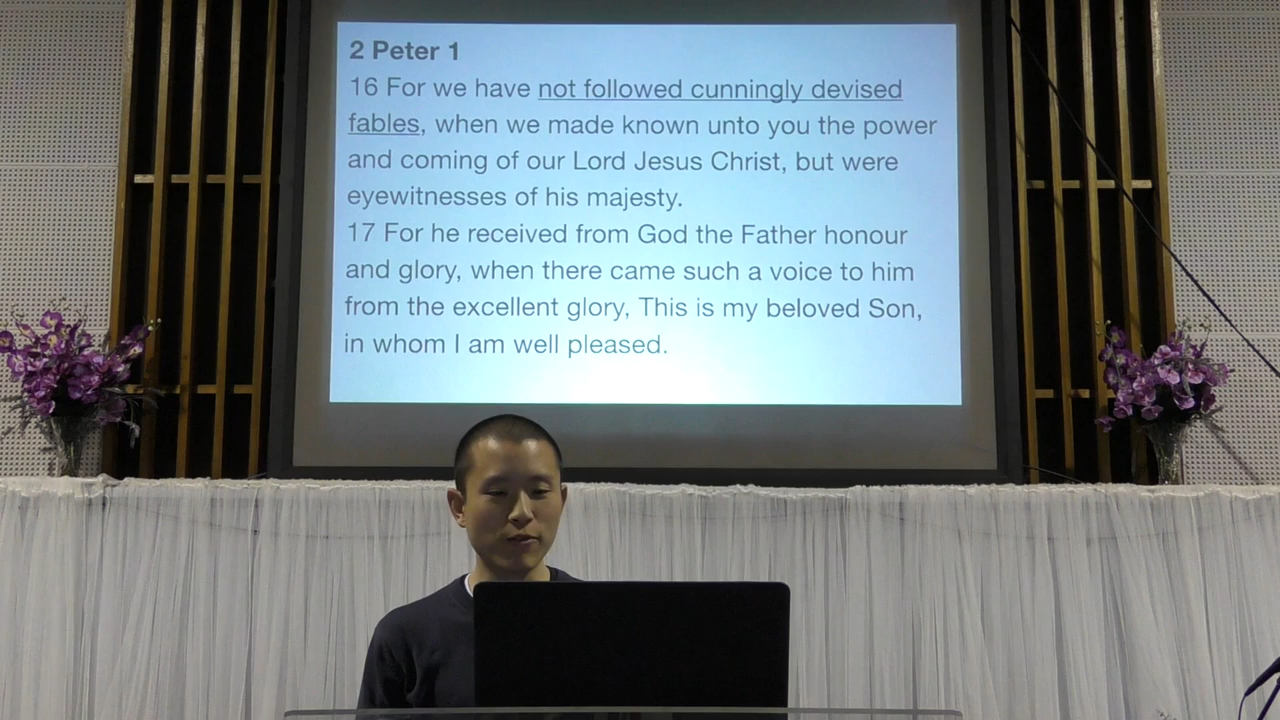 2 Peter 1
16 For we have not followed cunningly devised
fables, when we made known unto you the power
and coming of our Lord Jesus Christ, but were
eyewitnesses of his majesty.
17 For he received from God the Father honour
and glory, when there came such a voice to him
from the excellent glory, This is my beloved Son,
in whom I am well pleased.